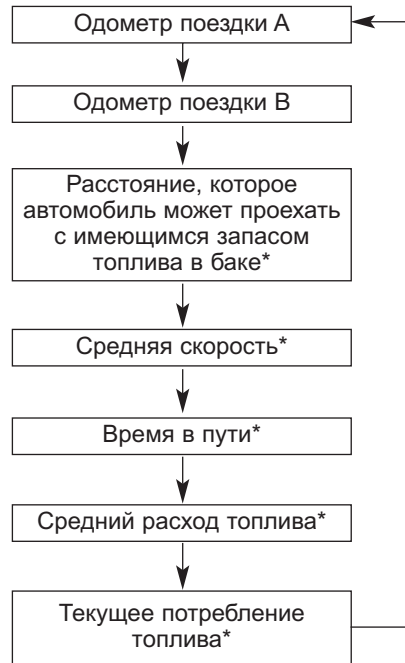 Одометр поездки A
Одометр поездки B
Расстояние, которое
автомобиль может проехать
с имеющимся запасом
топлива в баке*
Средняя скорость*
Время в пути*
Средний расход топлива*
Текущее потребление
топлива*